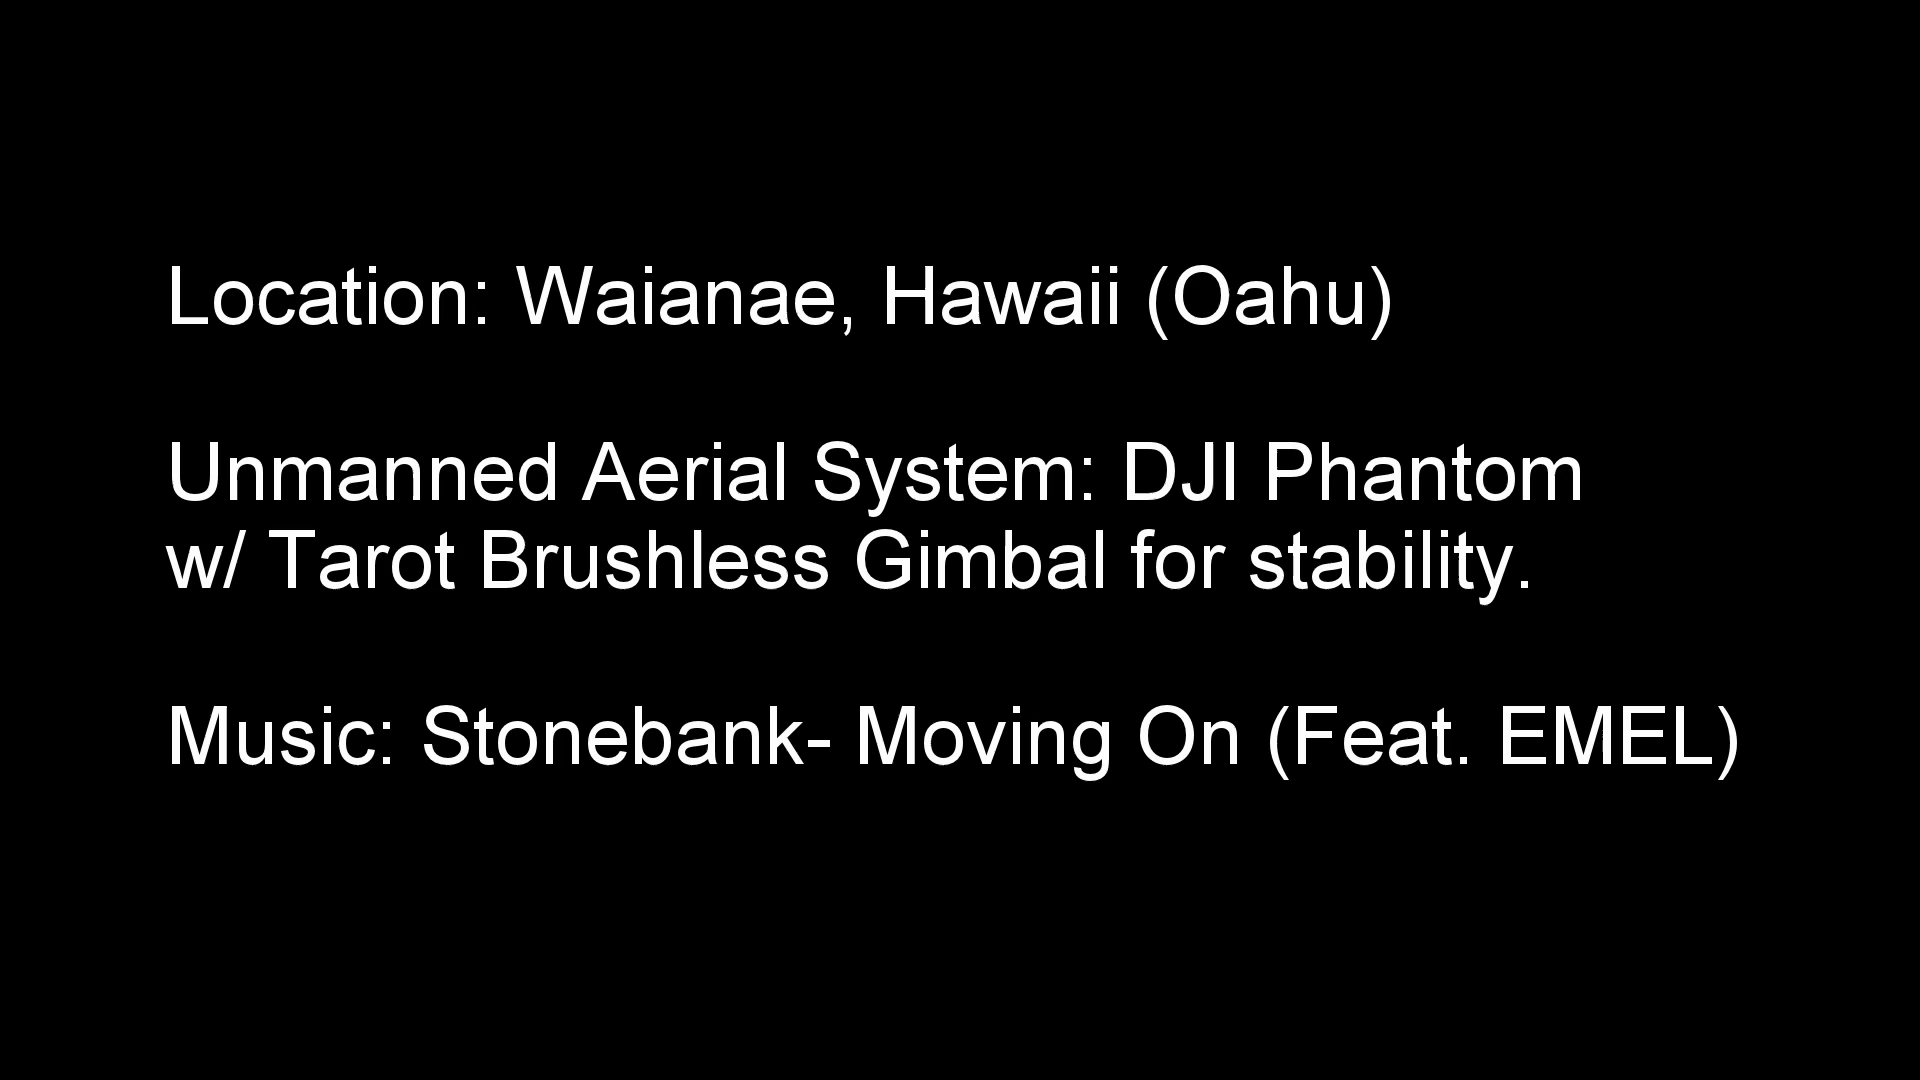 Location: Waianae, Hawaii (Oahu)
Unmanned Aerial System: DJI Phantom
w/ Tarot Brushless Gimbal for stability.
Music: Stonebank- Moving On (Feat. EMEL)